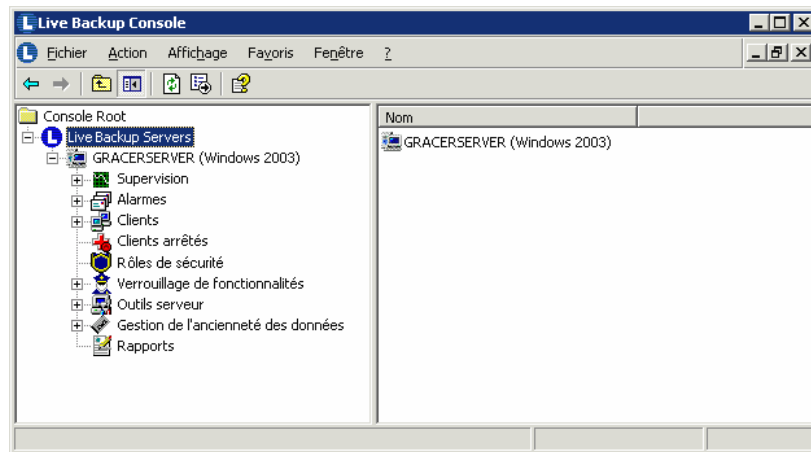 Live Backup Console
Fichier Action Affichage Favoris Fenêtre ?
Console Root
Live Backup Servers
GRACERSERVER (Windows 2003)
Supervision
Alarmes
Clients
Clients arrêtés
Rôles de sécurité
Verrouillage de fonctionnalités
Outils serveur
Gestion de l'ancienneté des données
Rapports
Nom
GRACERSERVER (Windows 2003)